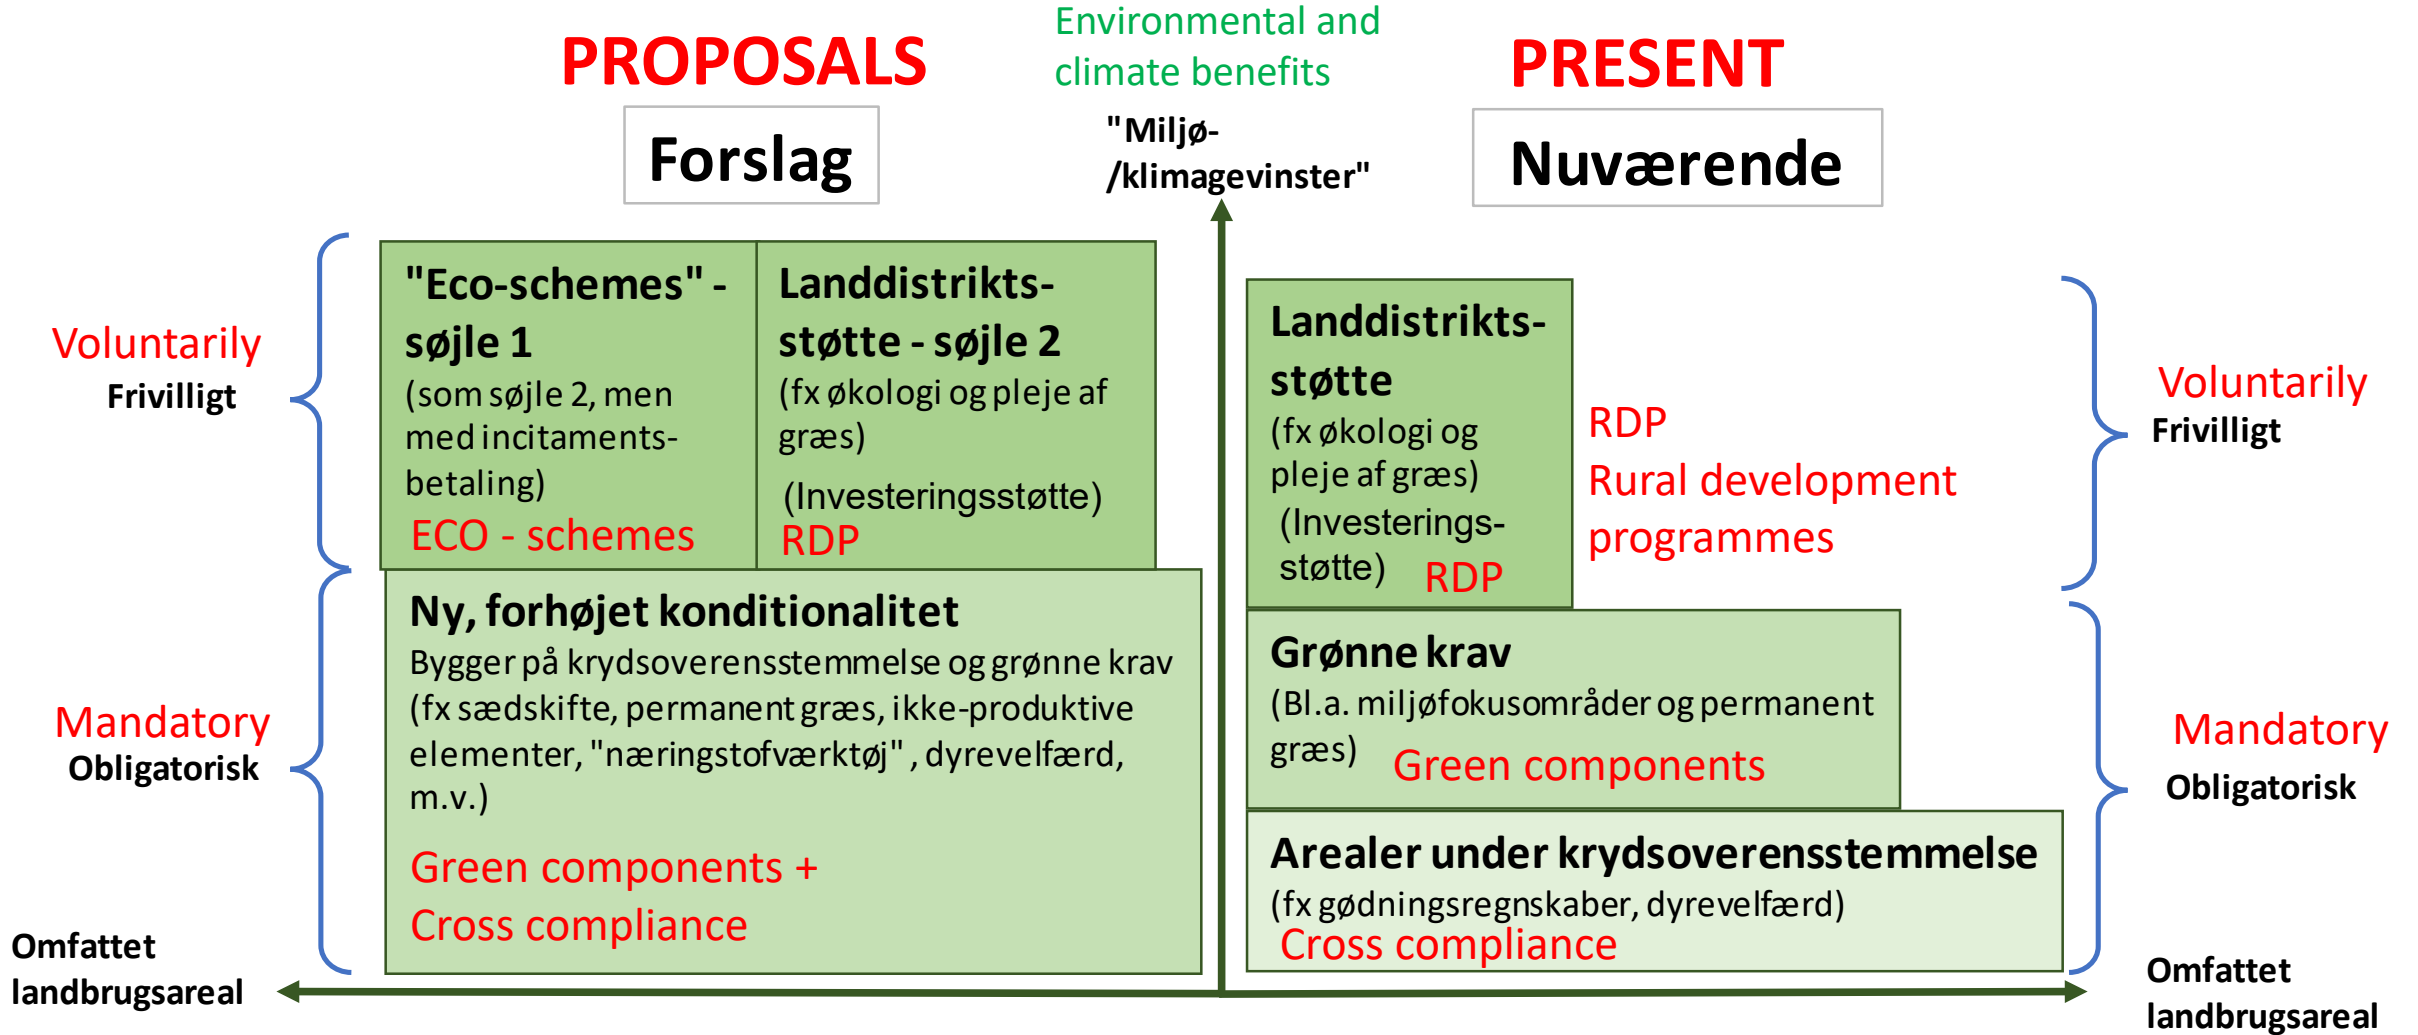 PROPOSALS
Forslag
Environmental and
climate benefits
"Miljø-
/klimagevinster"
PRESENT
Nuværende
Voluntarily
Frivilligt
"Eco-schemes" -
søjle 1
(som søjle 2, men
med incitaments-
betaling)
ECO - schemes
Landdistrikts-
støtte - søjle 2
(fx økologi og pleje af
græs)
(Investeringsstøtte)
RDP
Mandatory
Obligatorisk
Ny, forhøjet konditionalitet
Bygger på krydsoverensstemmelse og grønne krav
(fx sædskifte, permanent græs, ikke-produktive
elementer, "næringstofværktøj" , dyrevelfærd,
m.v.)
Green components +
Cross compliance
Omfattet
landbrugsareal
Landdistrikts-
støtte
(fx økologi og
pleje af græs)
(Investerings-
støtte)
RDP
RDP
Rural development
programmes
Voluntarily
Frivilligt
Grønne krav
(Bl.a. miljøfokusområder og permanent
græs)
Green components
Arealer under krydsoverensstemmelse
(fx gødningsregnskaber, dyrevelfærd)
Cross compliance
Mandatory
Obligatorisk
Omfattet
landbrugsareal